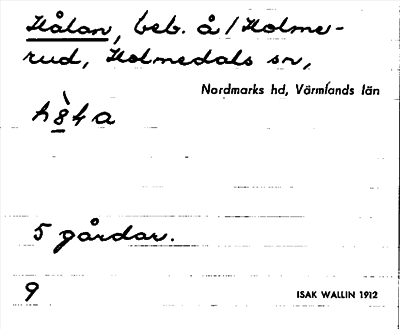 Hålan, beb. å / Holme-
rud, Holmedals sn,
Nordmarks hd, Värmlands län
5 gårdar.
9
ISAK WALLIN 1912